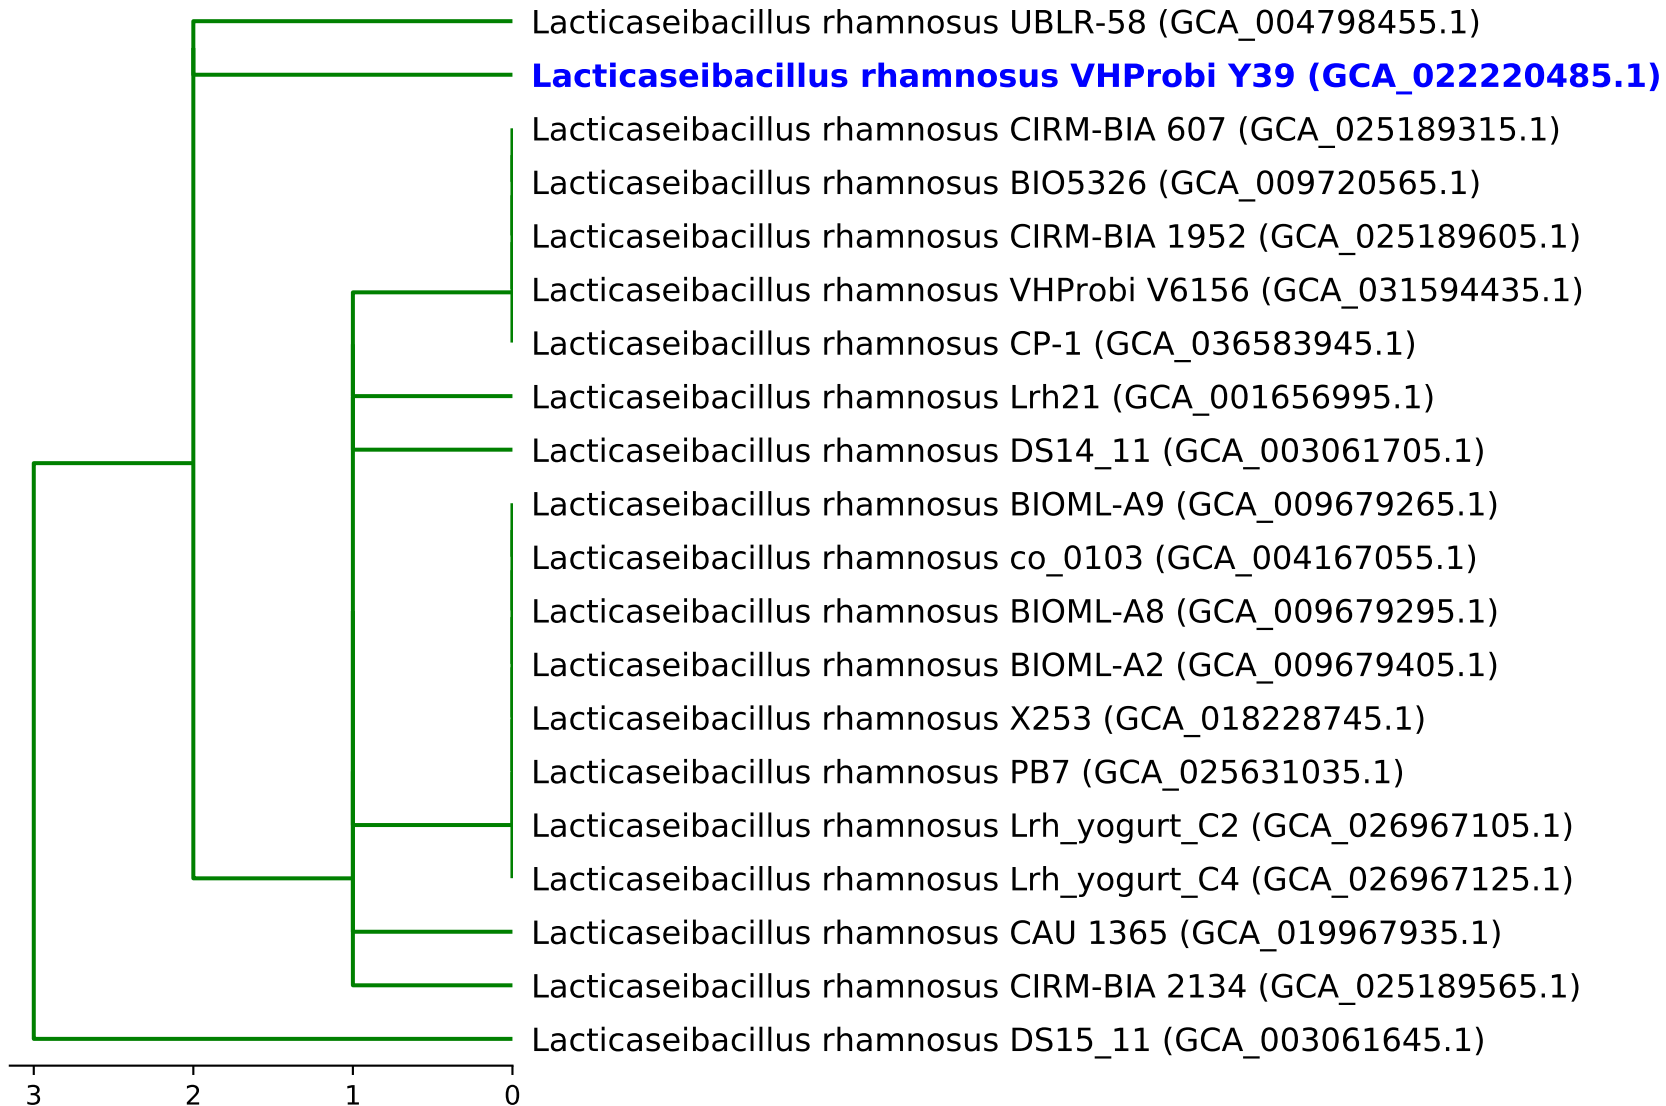 Lacticaseibacillus rhamnosus UBLR-58 (GCA_004798455.1)
Lacticaseibacillus rhamnosus VHProbi Y39 (GCA_022220485.1)
Lacticaseibacillus rhamnosus CIRM-BIA 607 (GCA_025189315.1)
Lacticaseibacillus rhamnosus BIO5326 (GCA_009720565.1)
Lacticaseibacillus rhamnosus CIRM-BIA 1952 (GCA_025189605.1)
Lacticaseibacillus rhamnosus VHProbi V6156 (GCA_031594435.1)
Lacticaseibacillus rhamnosus CP-1 (GCA_036583945.1)
Lacticaseibacillus rhamnosus Lrh21 (GCA_001656995.1)
Lacticaseibacillus rhamnosus DS14_11 (GCA_003061705.1)
Lacticaseibacillus rhamnosus BIOML-A9 (GCA_009679265.1)
Lacticaseibacillus rhamnosus co_0103 (GCA_004167055.1)
Lacticaseibacillus rhamnosus BIOML-A8 (GCA_009679295.1)
Lacticaseibacillus rhamnosus BIOML-A2 (GCA_009679405.1)
Lacticaseibacillus rhamnosus X253 (GCA_018228745.1)
Lacticaseibacillus rhamnosus PB7 (GCA_025631035.1)
Lacticaseibacillus rhamnosus Lrh_yogurt_C2 (GCA_026967105.1)
Lacticaseibacillus rhamnosus Lrh_yogurt_C4 (GCA_026967125.1)
Lacticaseibacillus rhamnosus CAU 1365 (GCA_019967935.1)
Lacticaseibacillus rhamnosus CIRM-BIA 2134 (GCA_025189565.1)
Lacticaseibacillus rhamnosus DS15_11 (GCA_003061645.1)
3 2 1 0